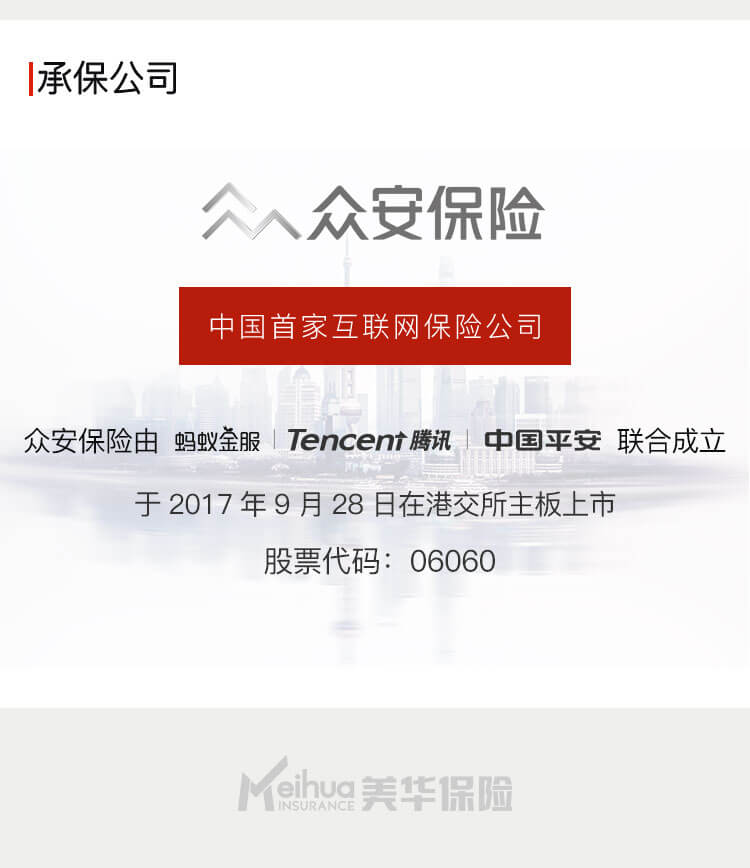 承保公司
众安保险
中国首家互联网保险公司
众安保险由 蚂蚁金服 | Tencent 腾讯 | 中国平安 联合成立
于 2017 年 9 月 28 日在港交所主板上市
股票代码：06060
Meihua INSURANCE 美华保险